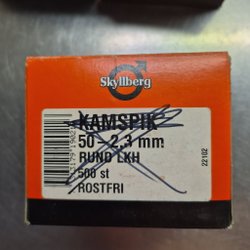 Skyllberg
KAMSPIK
50 - 2,3 mm
RUND LKH
500 st
ROSTFRI
22102